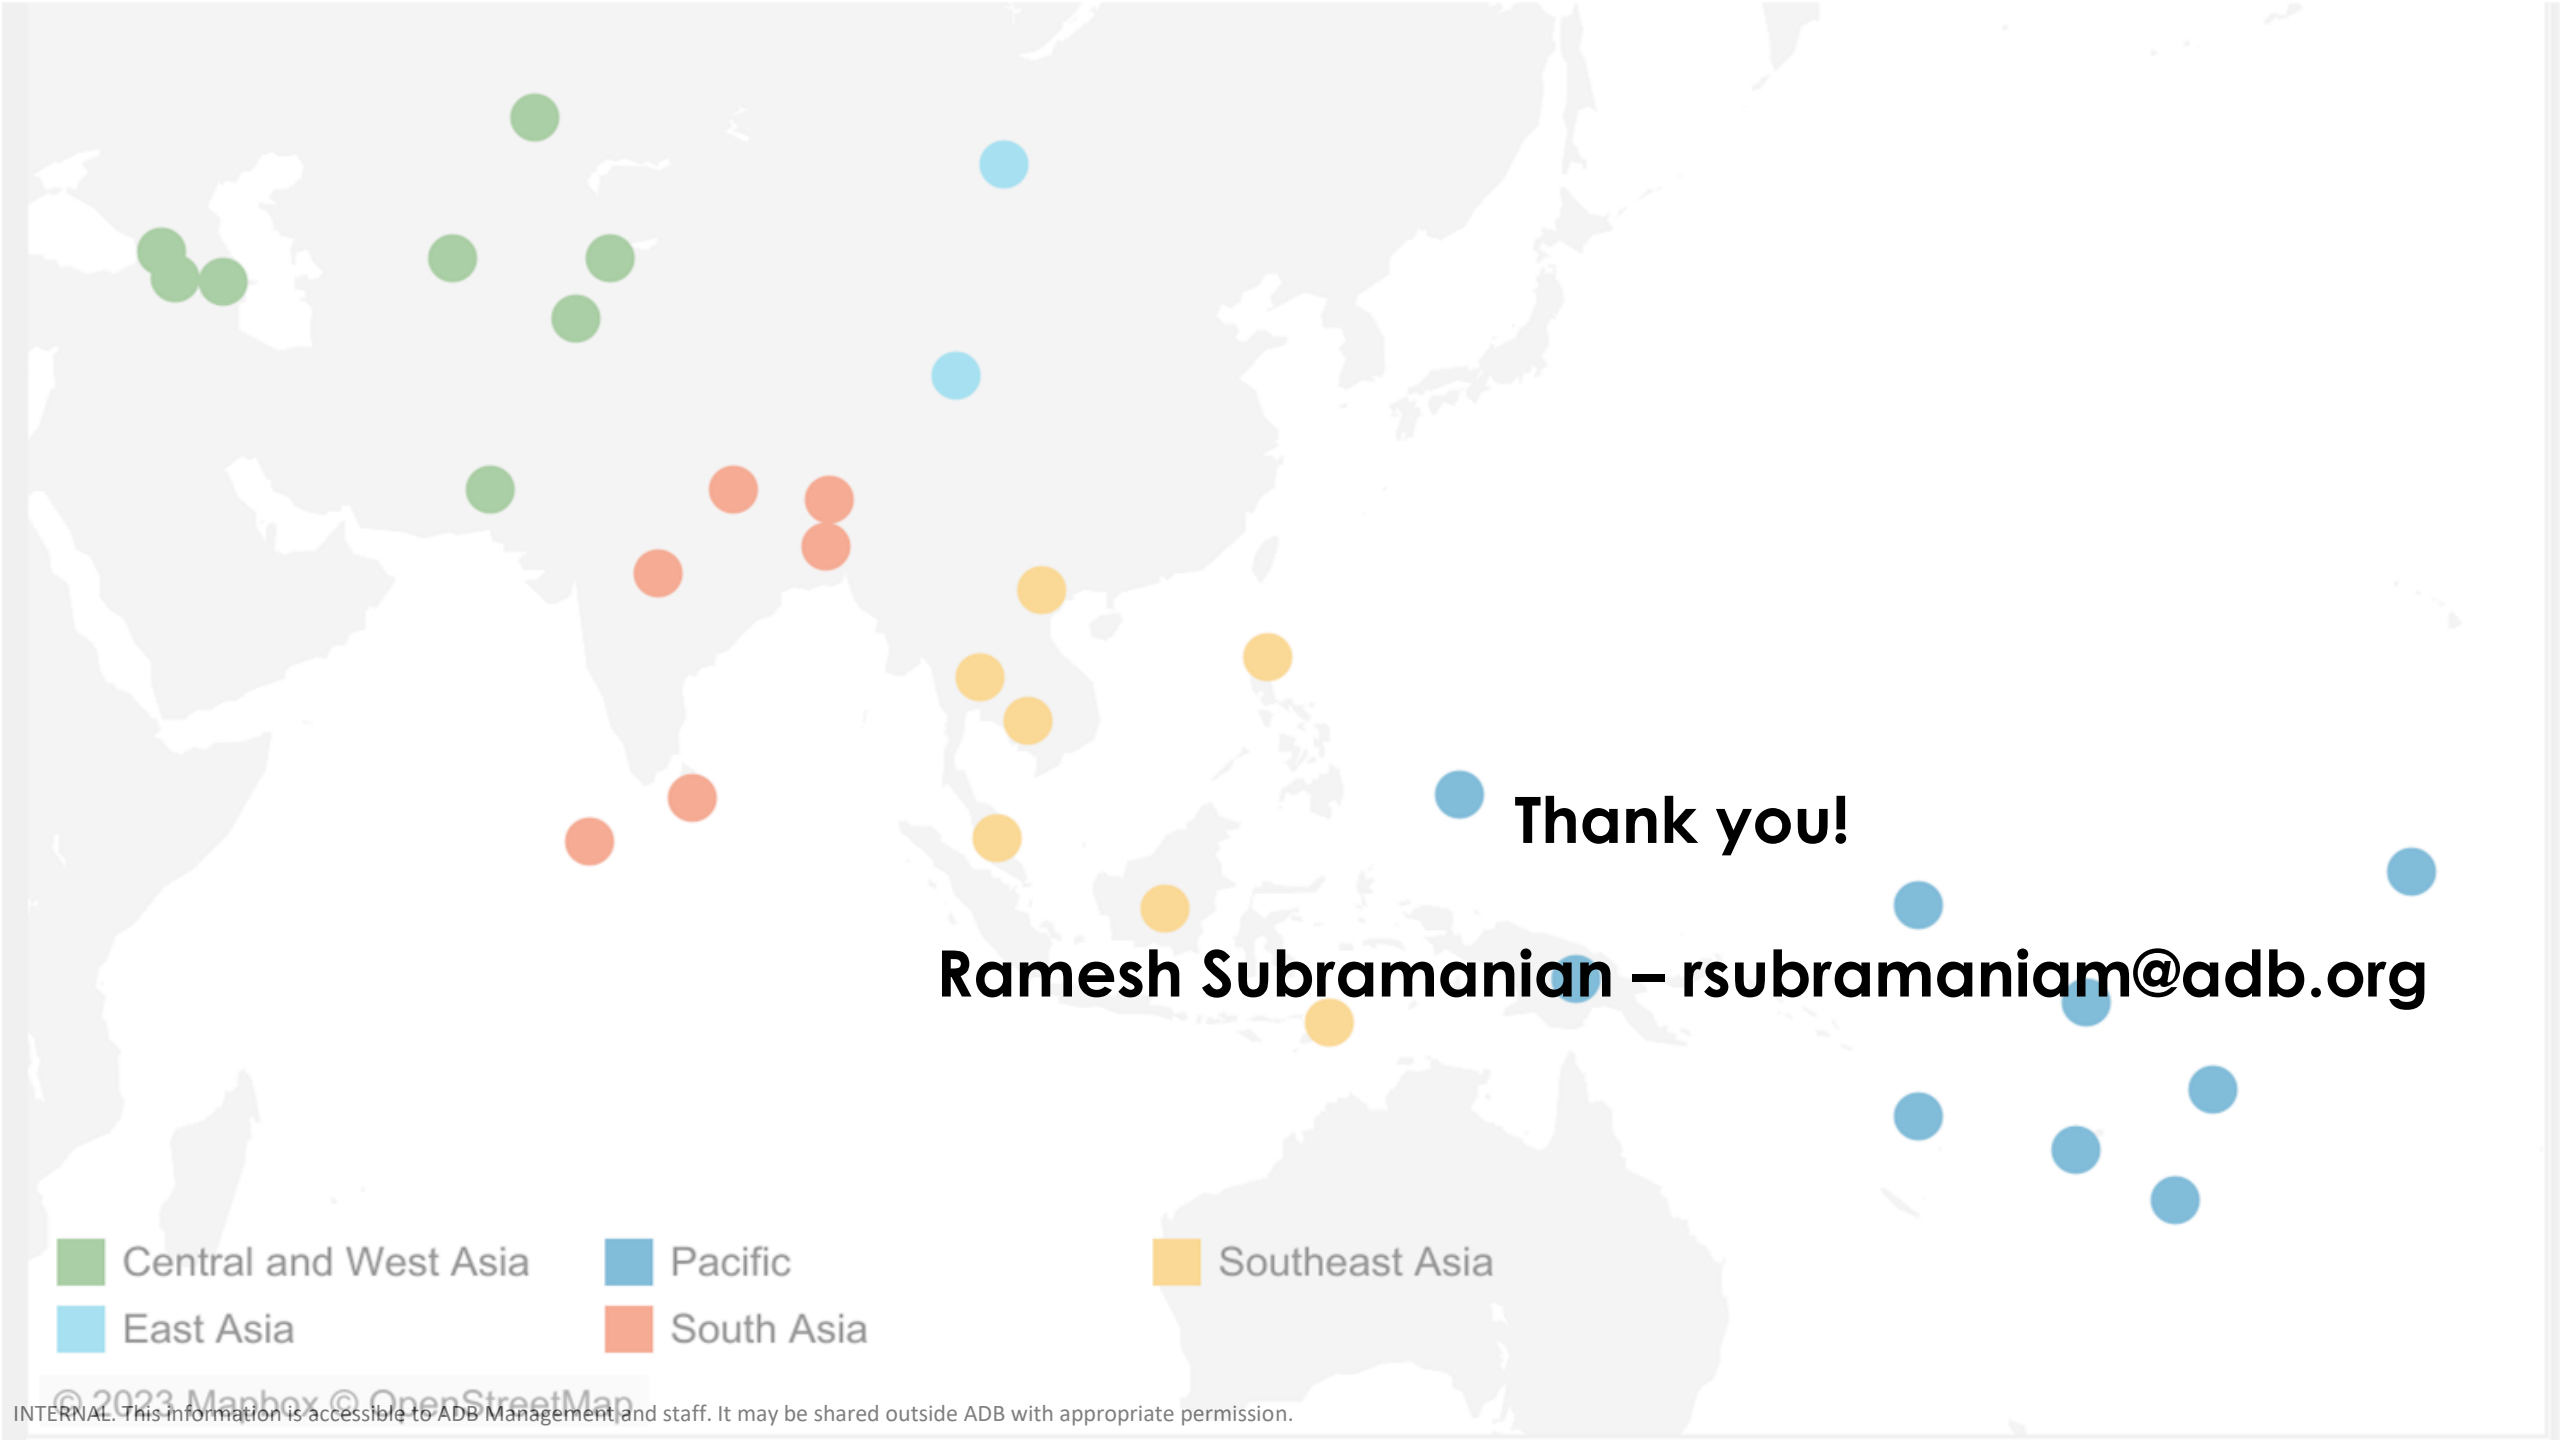 Thank you!
Ramesh Subramanian – rsubramaniam@adb.org
Central and West Asia
Pacific
Southeast Asia
East Asia
South Asia
© 2023 Mapbox © OpenStreetMap
INTERNAL. This information is accessible to ADB Management and staff. It may be shared outside ADB with appropriate permission.